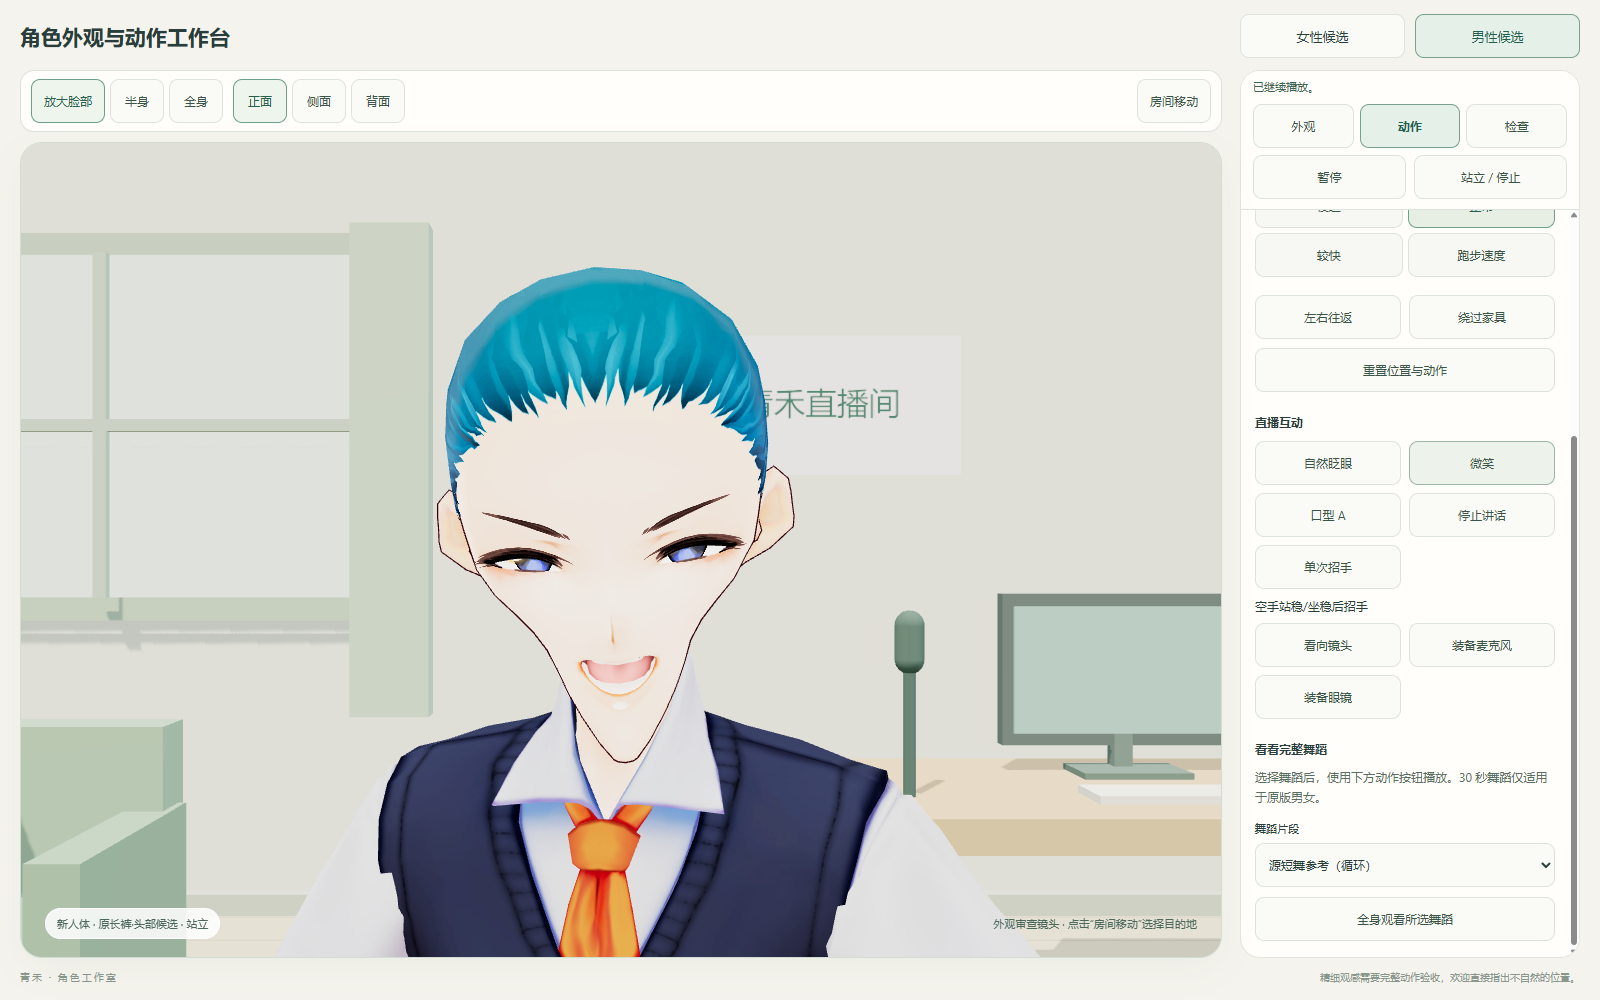 角色外观与动作工作台
女性候选
男性候选
放大脸部
半身
全身
正面
侧面
背面
房间移动
已继续播放。
外观
动作
检查
暂停
站立 / 停止
较快
跑步速度
左右往返
绕过家具
重置位置与动作
直播互动
自然眨眼
微笑
口型 A
停止讲话
单次招手
空手站稳/坐稳后招手
看向镜头
装备麦克风
装备眼镜
看看完整舞蹈
选择舞蹈后，使用下方动作按钮播放。30 秒舞蹈仅适用
于原版男女。
舞蹈片段
源短舞参考（循环）
全身观看所选舞蹈
禾直播间
新人体 · 原长裤头部候选 · 站立
外观审查镜头 · 点击“房间移动”选择目的地
青禾 · 角色工作室
精细观感需要完整动作验收，欢迎直接指出不自然的位置。